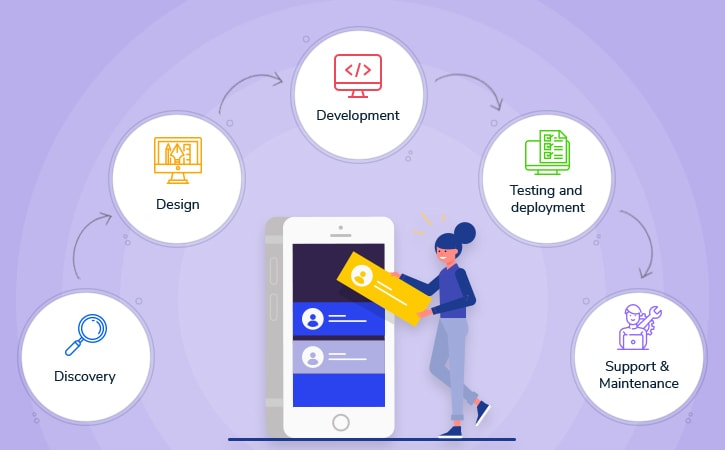 Discovery
Design
Development
</>
Testing and
deployment
Support &
Maintenance